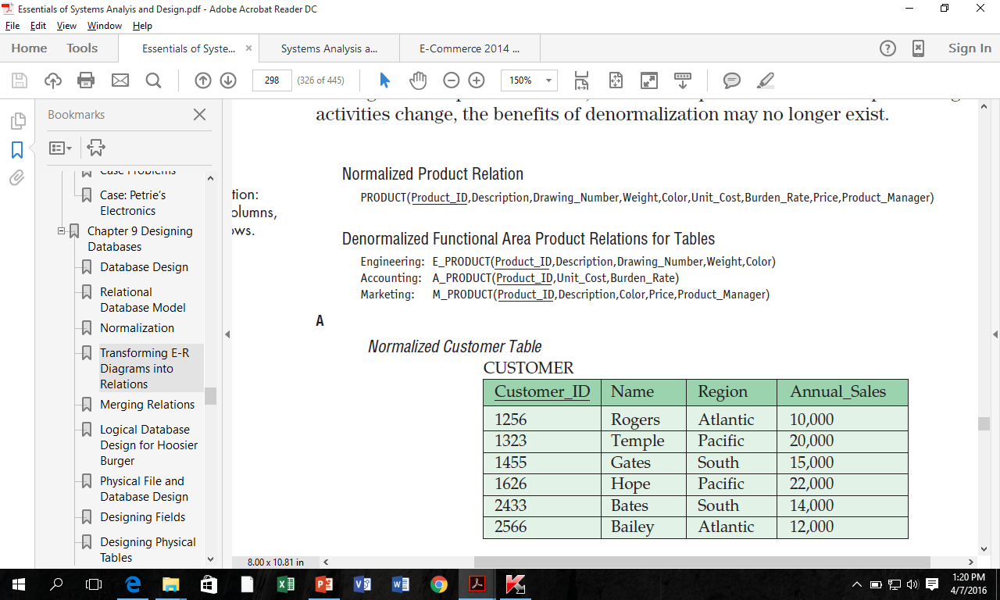 Essentials of Systems Analyis and Design.pdf - Adobe Acrobat Reader DC
File Edit View Window Help
Home Tools Essentials of Syste... × Systems Analysis a... E-Commerce 2014 ... Sign In
298 (326 of 445) 150%
Bookmarks
Case Problems
Case: Petrie's
Electronics
Chapter 9 Designing
Databases
Database Design
Relational
Database Model
Normalization
Transforming E-R
Diagrams into
Relations
Merging Relations
Logical Database
Design for Hoosier
Burger
Physical File and
Database Design
Designing Fields
Designing Physical
Tables
activities change, the benefits of denormalization may no longer exist.
tion:
olumns,
ows.
Normalized Product Relation
PRODUCT(Product_ID,Description,Drawing_Number,Weight,Color,Unit_Cost,Burden_Rate,Price,Product_Manager)
Denormalized Functional Area Product Relations for Tables
Engineering: E_PRODUCT(Product_ID,Description,Drawing_Number,Weight,Color)
Accounting: A_PRODUCT(Product_ID,Unit_Cost,Burden_Rate)
Marketing: M_PRODUCT(Product_ID,Description,Color,Price,Product_Manager)
A
Normalized Customer Table
CUSTOMER
Customer_ID Name Region Annual_Sales
1256 Rogers Atlantic 10,000
1323 Temple Pacific 20,000
1455 Gates South 15,000
1626 Hope Pacific 22,000
2433 Bates South 14,000
2566 Bailey Atlantic 12,000
8.00 x 10.81 in
1:20 PM
4/7/2016